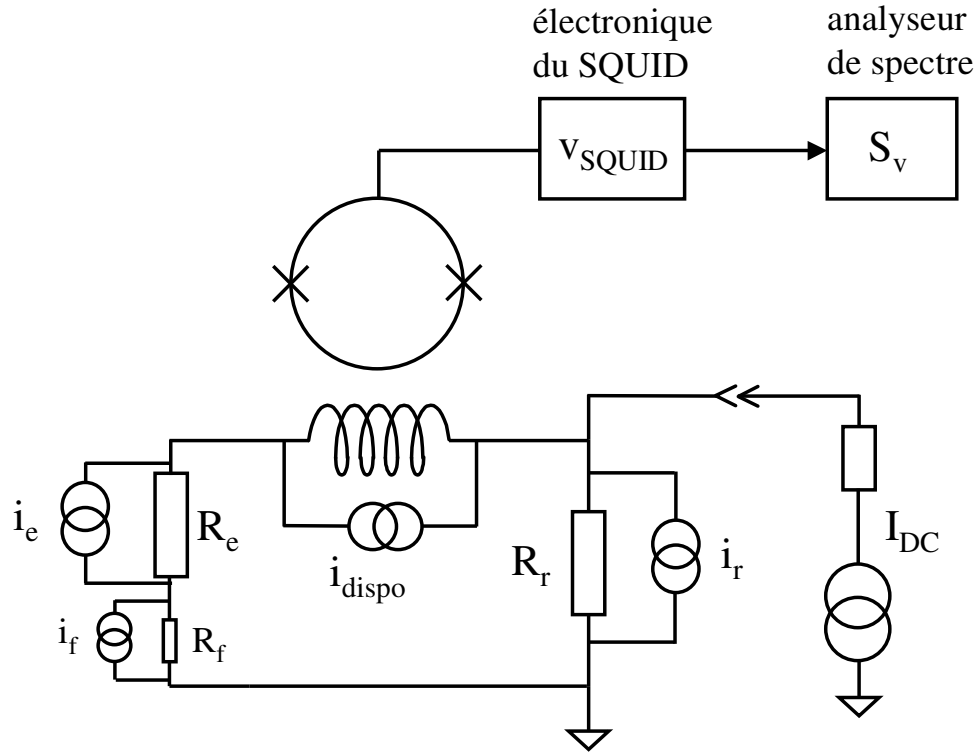 électronique
du SQUID
analyseur
de spectre
v_SQUID
S_v
i_e
R_e
i_dispo
R_r
i_r
I_DC
i_f
R_f